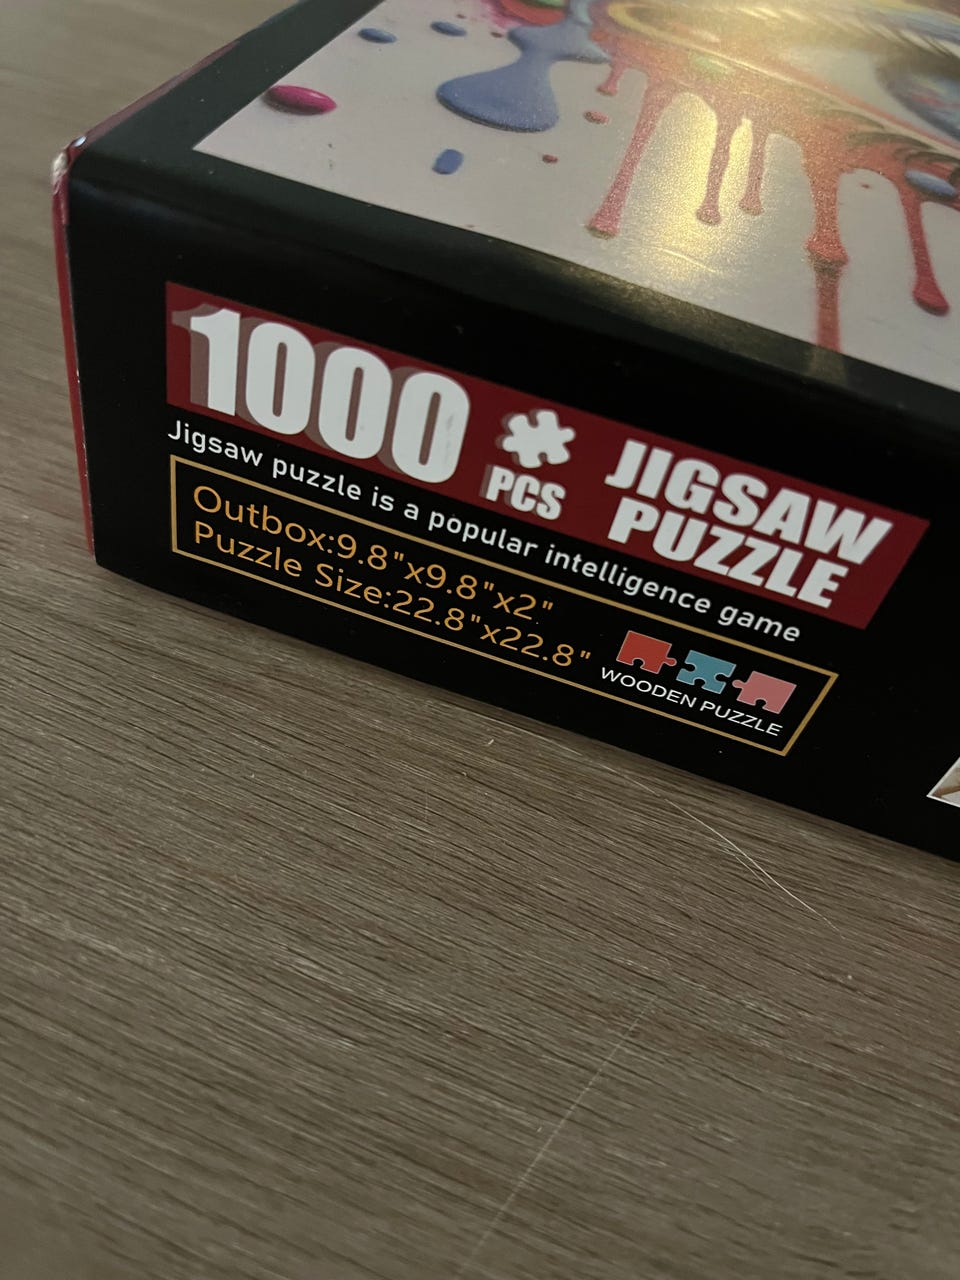 1000 PCS JIGSAW
PUZZLE
Jigsaw puzzle is a popular intelligence game
Outbox:9.8"x9.8"x2"
Puzzle Size:22.8"x22.8"
WOODEN PUZZLE